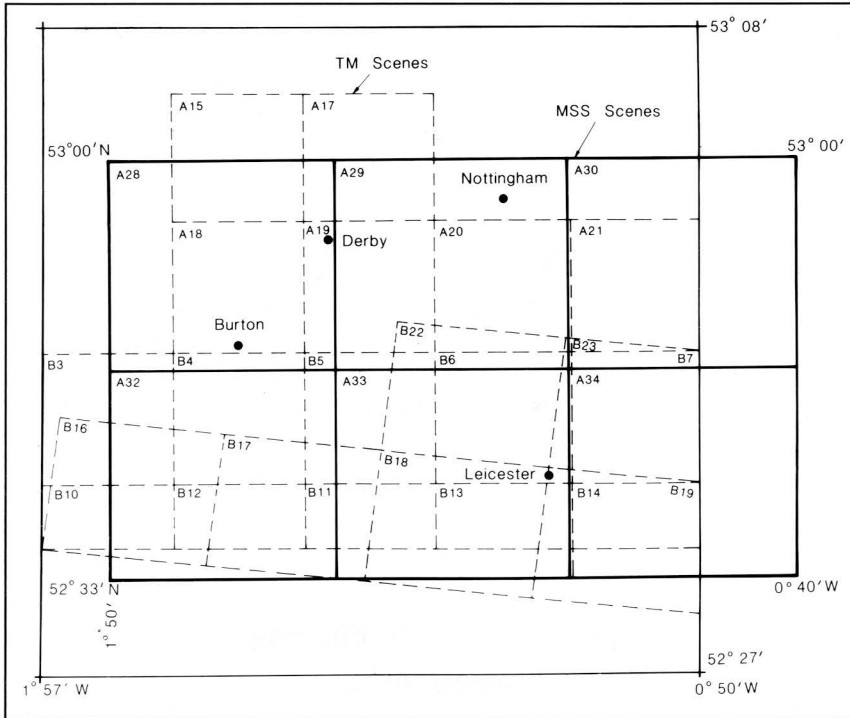 53° 08′
TM Scenes
A15
A17
MSS Scenes
53°00′N
53° 00′
A28
A29
A30
Nottingham
A18
A19
Derby
A20
A21
Burton
B22
B23
B3
B4
B5
B6
B7
A32
A33
A34
B16
B17
B18
Leicester
B10
B12
B11
B13
B14
B19
52° 33′ N
1° 50′
0° 40′W
52° 27′
1° 57′ W
0° 50′W